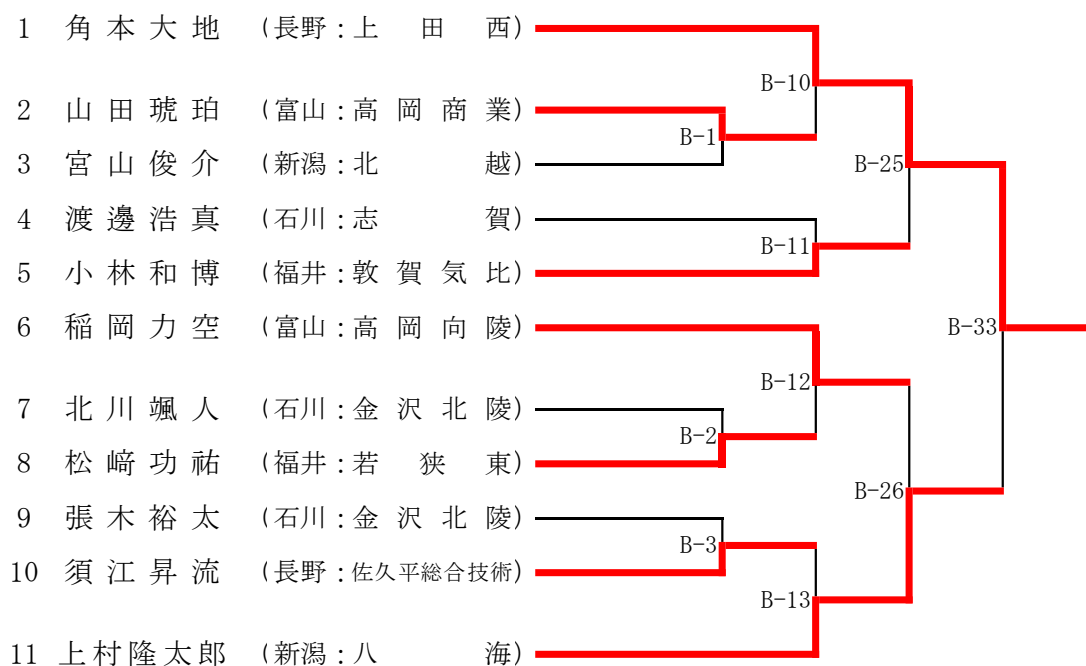 1 角本大地 (長野:上田西)
B-10
2 山田琥珀 (富山:高岡商業)
B-1
3 宮山俊介 (新潟:北越)
B-25
4 渡邊浩真 (石川:志賀)
B-11
5 小林和博 (福井:敦賀気比)
6 稲岡力空 (富山:高岡向陵)
B-33
B-12
7 北川颯人 (石川:金沢北陵)
B-2
8 松﨑功祐 (福井:若狭東)
B-26
9 張木裕太 (石川:金沢北陵)
B-3
10 須江昇流 (長野:佐久平総合技術)
B-13
11 上村隆太郎 (新潟:八海)